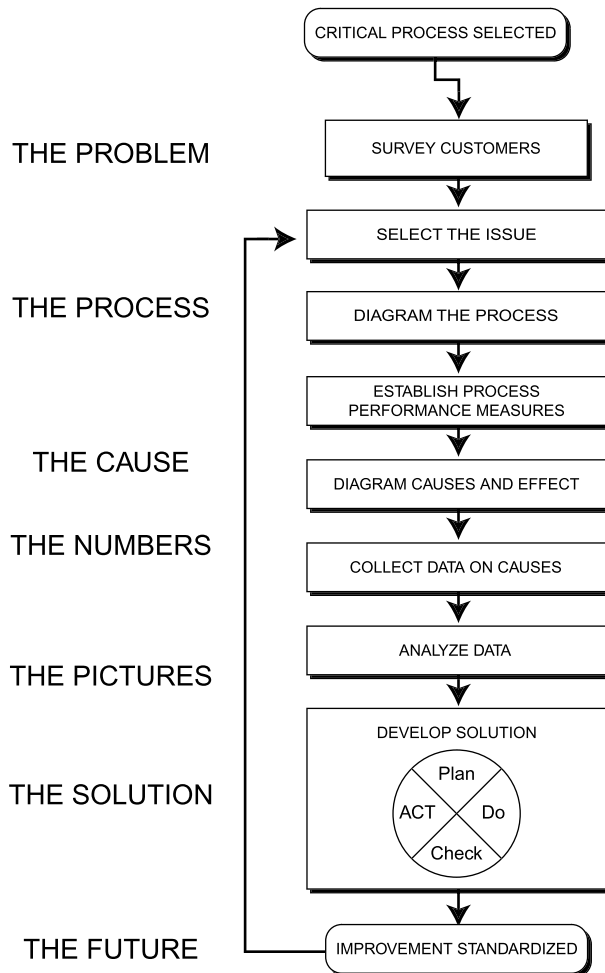 CRITICAL PROCESS SELECTED
THE PROBLEM
SURVEY CUSTOMERS
SELECT THE ISSUE
THE PROCESS
DIAGRAM THE PROCESS
ESTABLISH PROCESS
PERFORMANCE MEASURES
THE CAUSE
DIAGRAM CAUSES AND EFFECT
THE NUMBERS
COLLECT DATA ON CAUSES
ANALYZE DATA
THE PICTURES
DEVELOP SOLUTION
Plan
THE SOLUTION
ACT
Do
Check
THE FUTURE
IMPROVEMENT STANDARDIZED